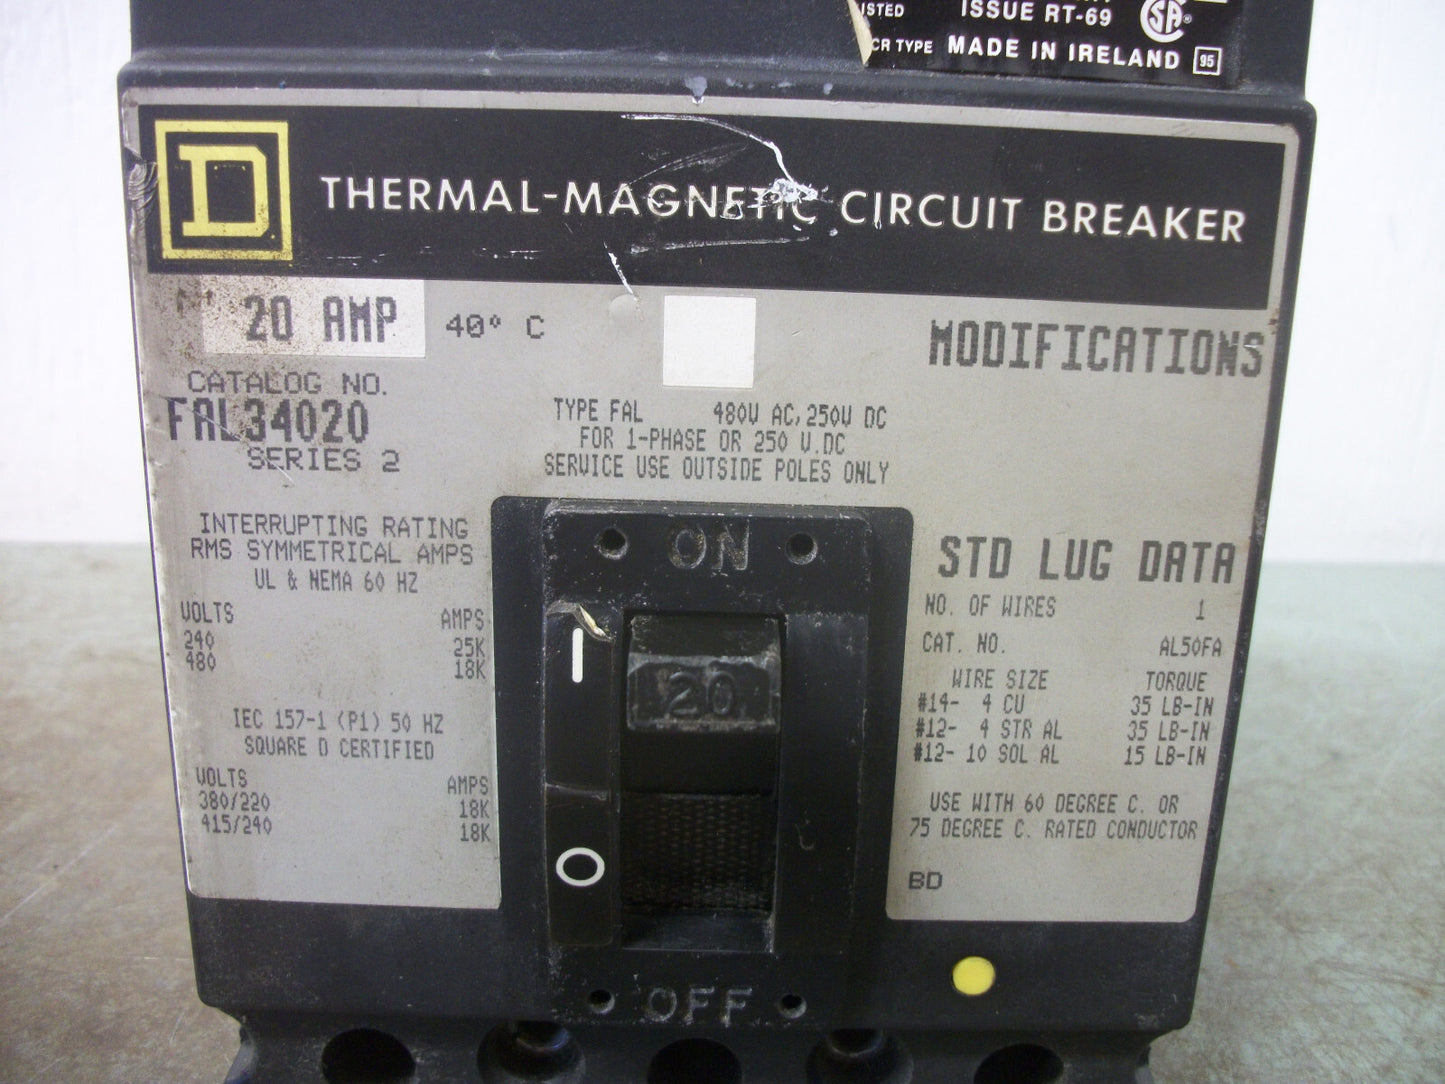 LISTED ISSUE RT-69 SA®
CR TYPE MADE IN IRELAND 95
D THERMAL-MAGNETIC CIRCUIT BREAKER
20 AMP 40° C
MODIFICATIONS
CATALOG NO.
FAL34020
SERIES 2
TYPE FAL 480V AC, 250V DC
FOR 1-PHASE OR 250 V.DC
SERVICE USE OUTSIDE POLES ONLY
INTERRUPTING RATING
RMS SYMMETRICAL AMPS
UL & NEMA 60 HZ
VOLTS AMPS
240 25K
480 18K
IEC 157-1 (P1) 50 HZ
SQUARE D CERTIFIED
VOLTS AMPS
380/220 18K
415/240 18K
ON
I
20
O
OFF
STD LUG DATA
NO. OF WIRES 1
CAT. NO. AL50FA
WIRE SIZE TORQUE
#14- 4 CU 35 LB-IN
#12- 4 STR AL 35 LB-IN
#12- 10 SOL AL 15 LB-IN
USE WITH 60 DEGREE C. OR
75 DEGREE C. RATED CONDUCTOR
BD